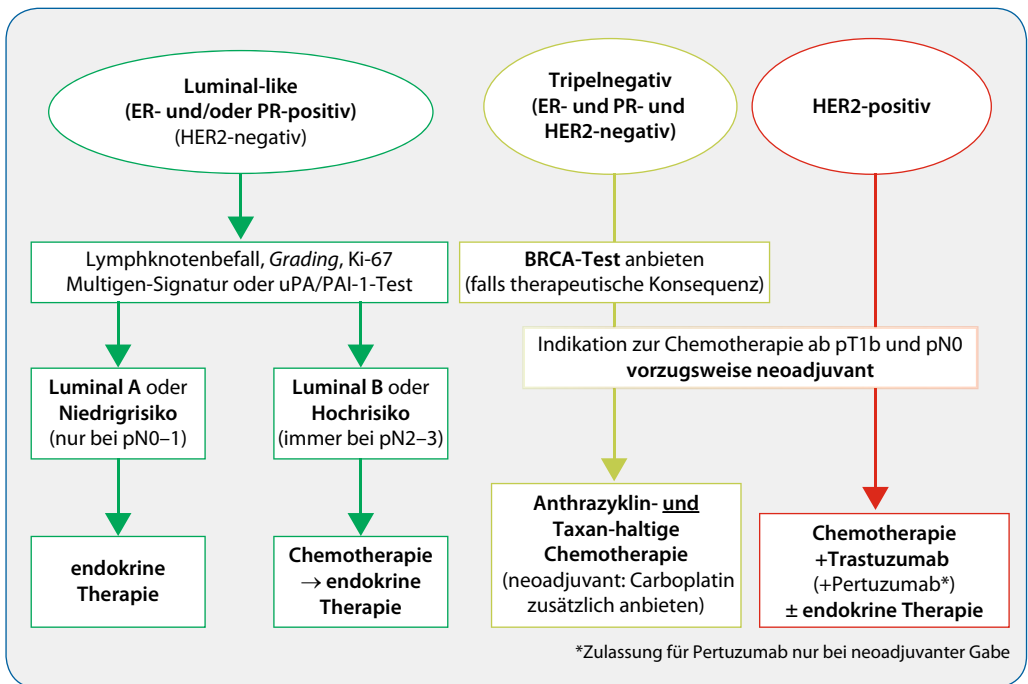 Luminal-like
(ER- und/oder PR-positiv)
(HER2-negativ)
Tripelnegativ
(ER- und PR- und
HER2-negativ)
HER2-positiv
Lymphknotenbefall, Grading, Ki-67
Multigen-Signatur oder uPA/PAI-1-Test
BRCA-Test anbieten
(falls therapeutische Konsequenz)
Indikation zur Chemotherapie ab pT1b und pN0
vorzugsweise neoadjuvant
Luminal A oder
Niedrigrisiko
(nur bei pN0–1)
Luminal B oder
Hochrisiko
(immer bei pN2–3)
endokrine
Therapie
Chemotherapie
→ endokrine
Therapie
Anthrazyklin- und
Taxan-haltige
Chemotherapie
(neoadjuvant: Carboplatin
zusätzlich anbieten)
Chemotherapie
+Trastuzumab
(+Pertuzumab*)
± endokrine Therapie
*Zulassung für Pertuzumab nur bei neoadjuvanter Gabe